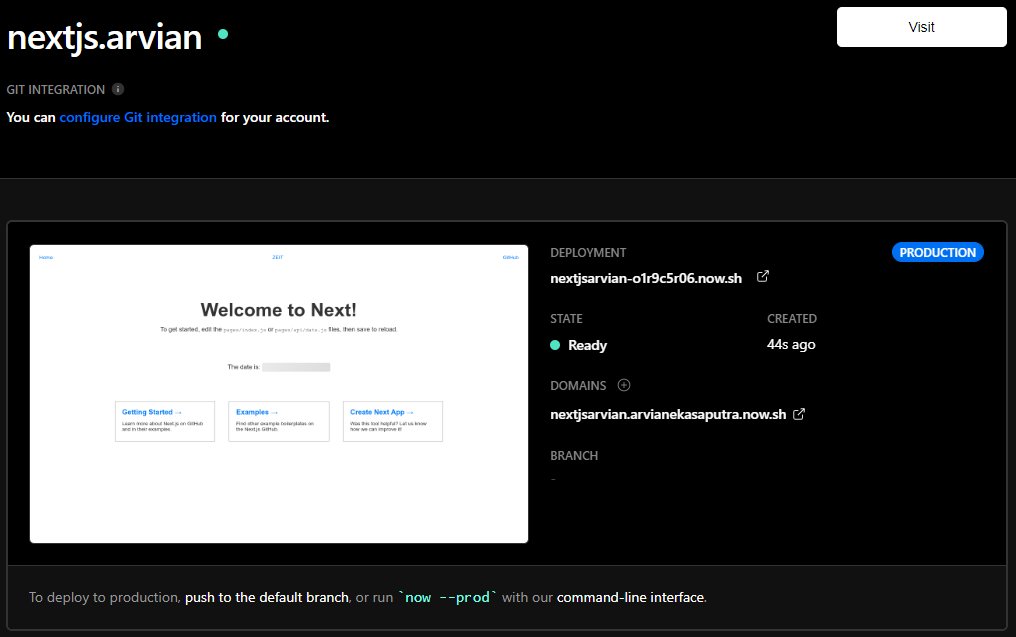 nextjs.arvian
Visit
GIT INTEGRATION
You can configure Git integration for your account.
Home
ZEIT
GitHub
Welcome to Next!
To get started, edit the pages/index.js or pages/api/date.js files, then save to reload.
The date is:
Getting Started →
Learn more about Next.js on GitHub
and in their examples.
Examples →
Find other example boilerplates on
the Next.js GitHub.
Create Next App →
Was this tool helpful? Let us know
how we can improve it!
DEPLOYMENT
PRODUCTION
nextjsarvian-o1r9c5r06.now.sh
STATE
CREATED
Ready
44s ago
DOMAINS
nextjsarvian.arvianekasaputra.now.sh
BRANCH
-
To deploy to production, push to the default branch, or run `now --prod` with our command-line interface.